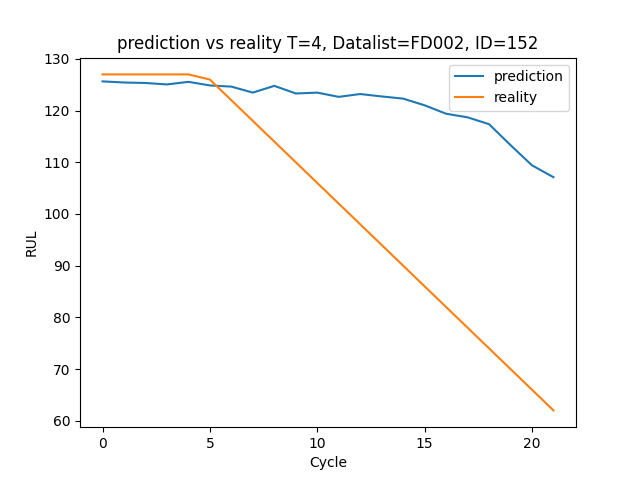 prediction vs reality T=4, Datalist=FD002, ID=152
prediction
reality
130
120
110
100
90
80
70
60
RUL
0 5 10 15 20
Cycle